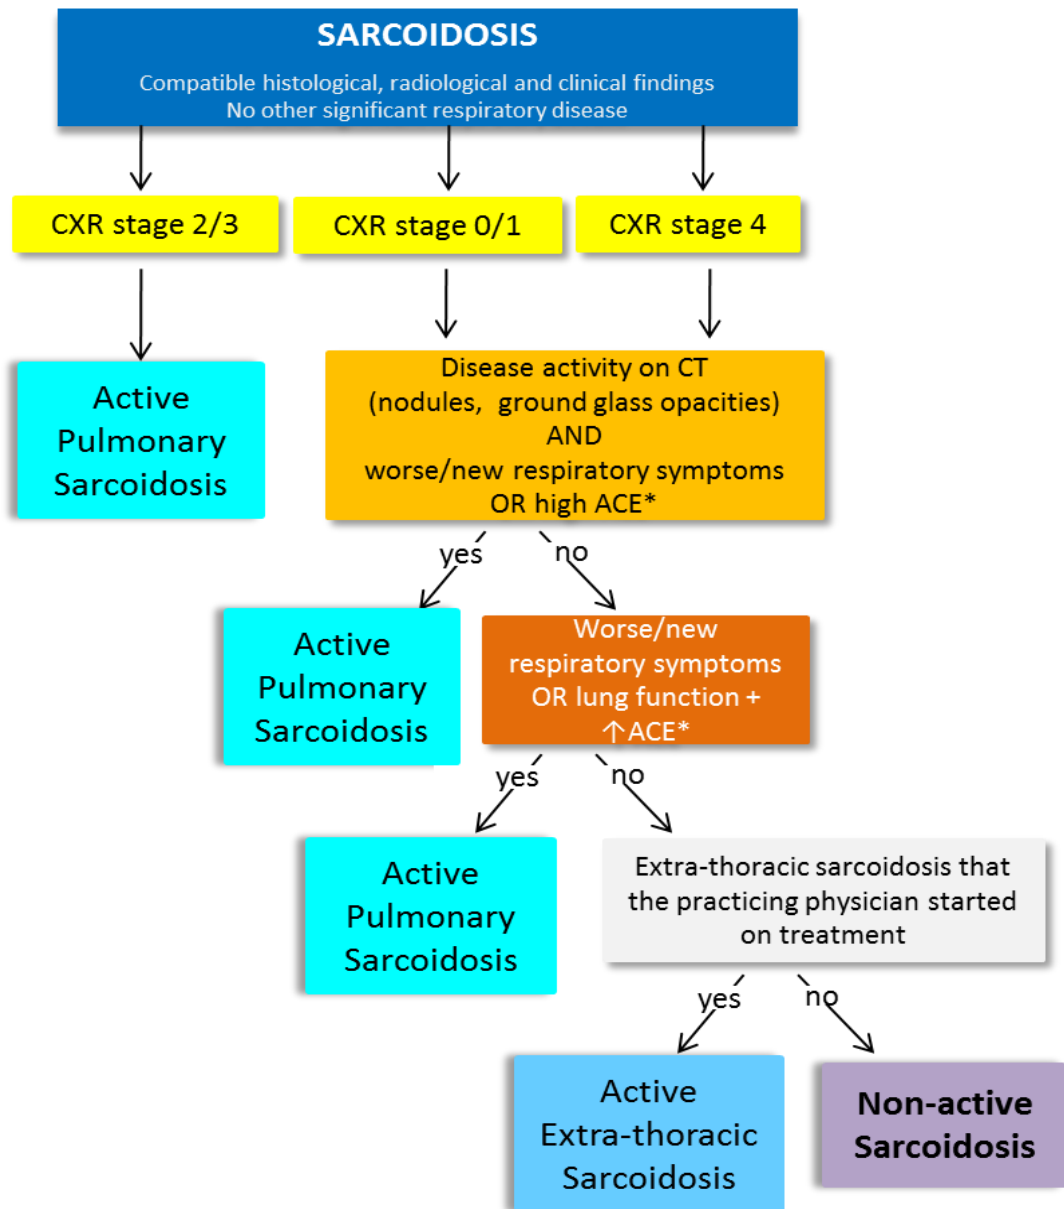 SARCOIDOSIS
Compatible histological, radiological and clinical findings
No other significant respiratory disease
CXR stage 2/3
CXR stage 0/1
CXR stage 4
Active
Pulmonary
Sarcoidosis
Disease activity on CT
(nodules, ground glass opacities)
AND
worse/new respiratory symptoms
OR high ACE*
yes
no
Active
Pulmonary
Sarcoidosis
Worse/new
respiratory symptoms
OR lung function +
↑ACE*
yes
no
Active
Pulmonary
Sarcoidosis
Extra-thoracic sarcoidosis that
the practicing physician started
on treatment
yes
no
Active
Extra-thoracic
Sarcoidosis
Non-active
Sarcoidosis